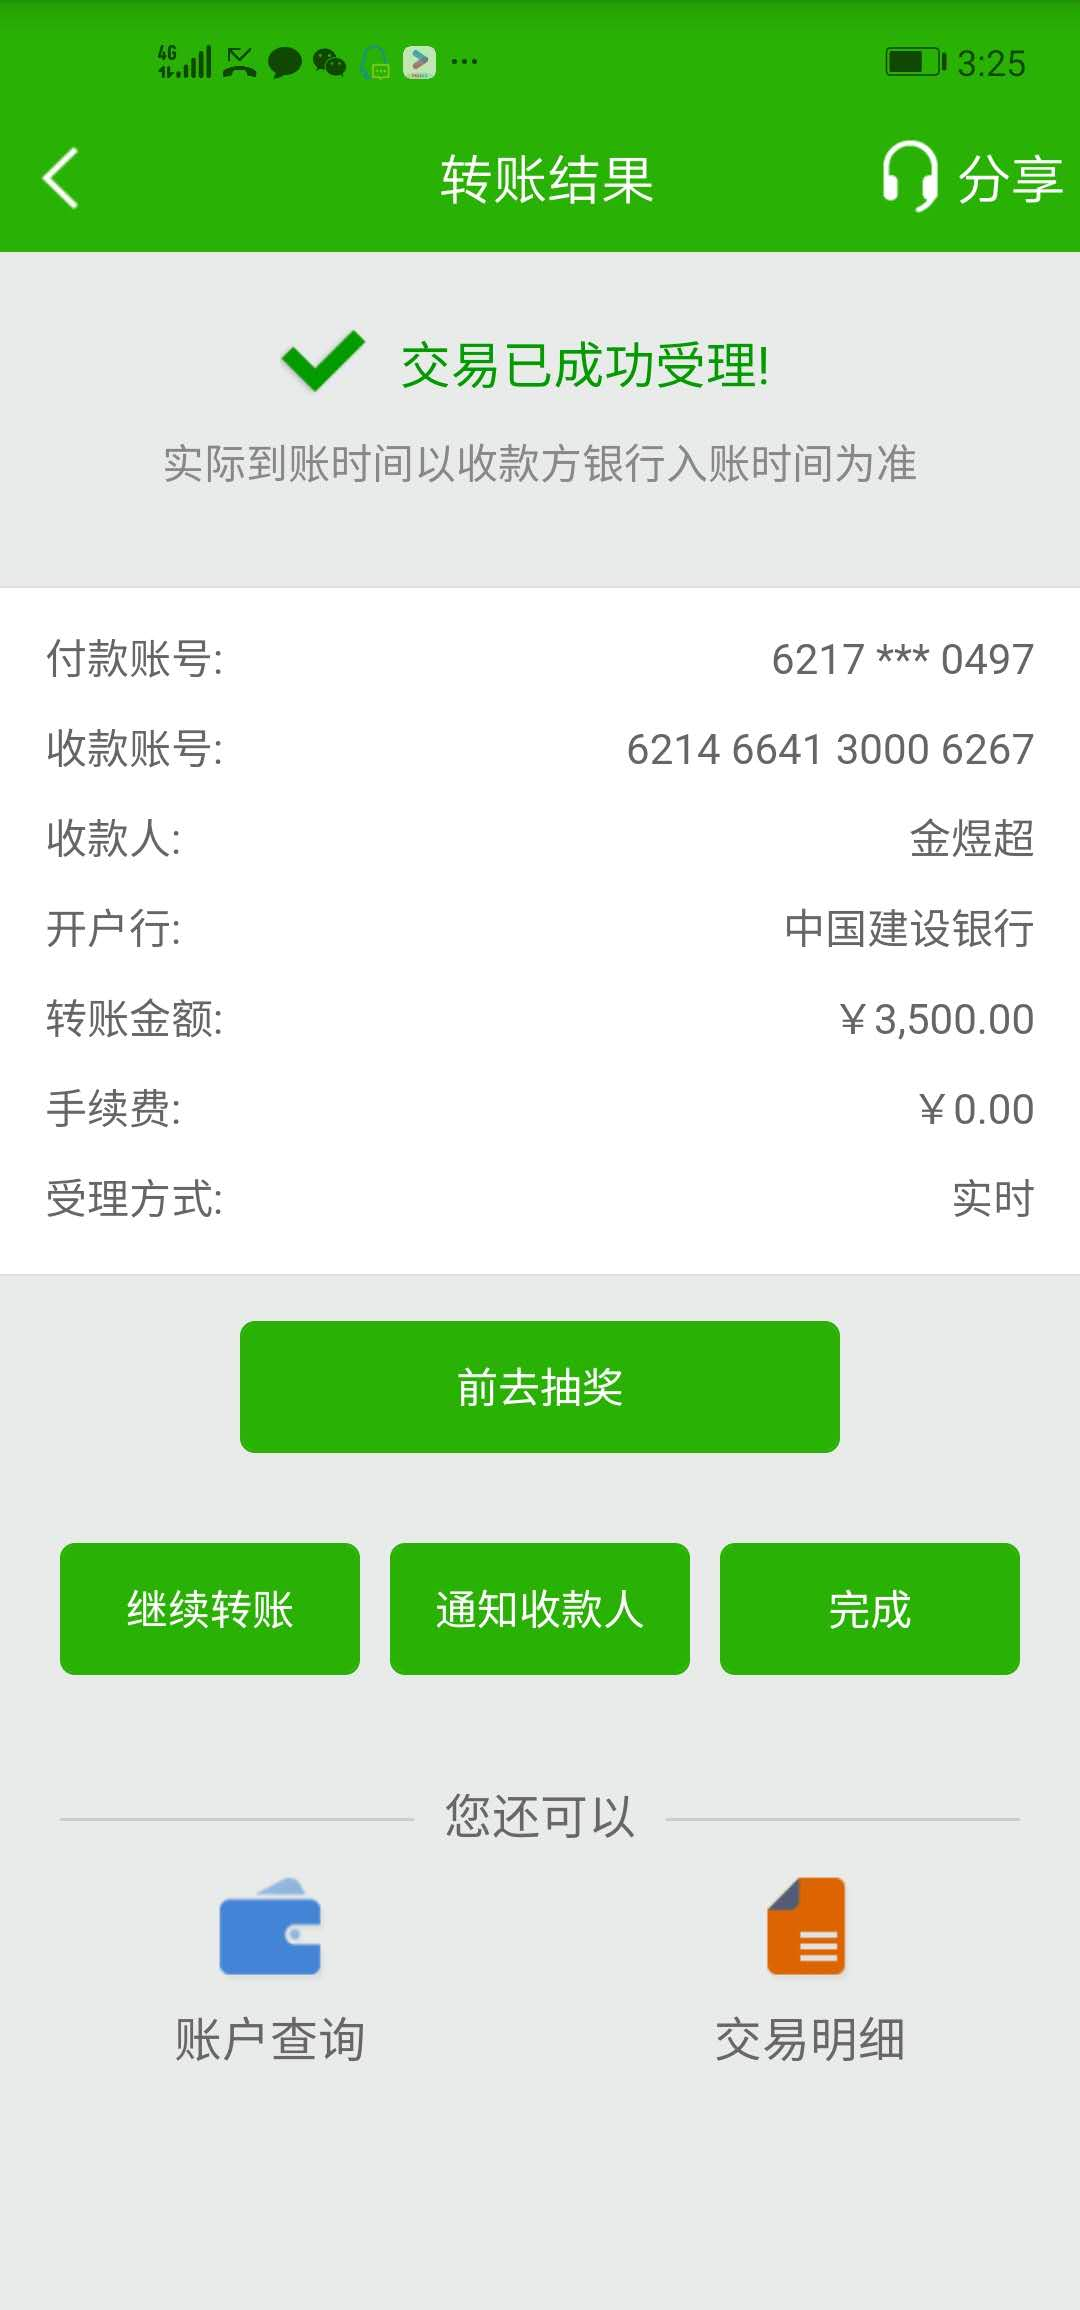 4G
3:25
转账结果
分享
交易已成功受理!
实际到账时间以收款方银行入账时间为准
付款账号: 6217 *** 0497
收款账号: 6214 6641 3000 6267
收款人: 金煜超
开户行: 中国建设银行
转账金额: ￥3,500.00
手续费: ￥0.00
受理方式: 实时
前去抽奖
继续转账 通知收款人 完成
您还可以
账户查询 交易明细